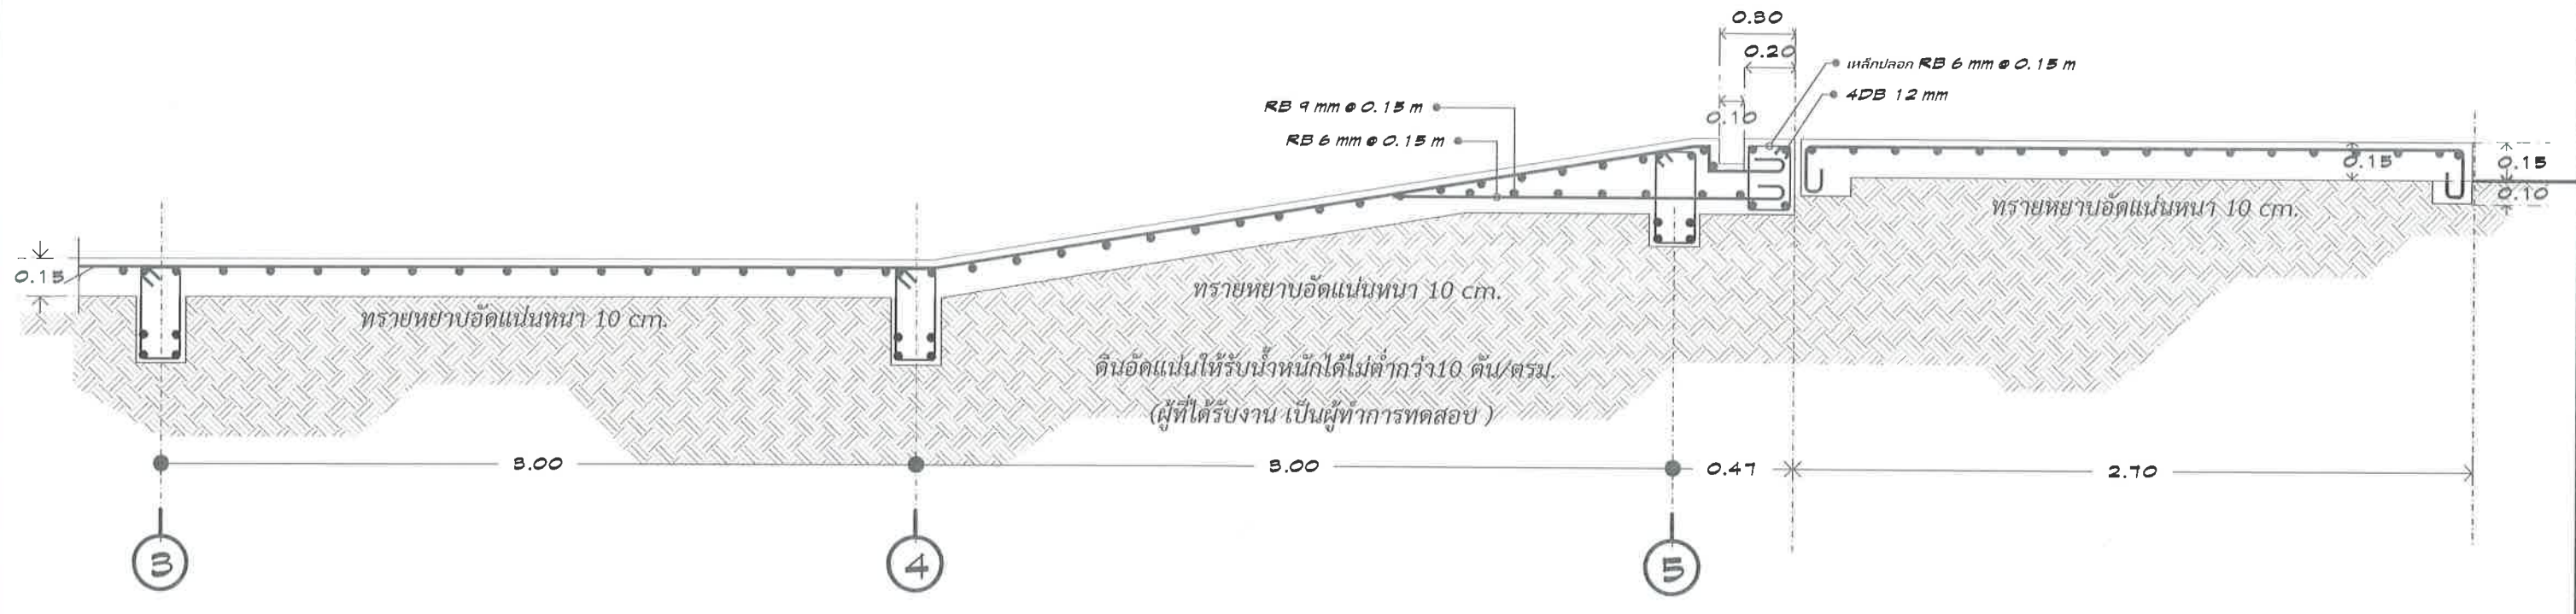 0.30
0.20
เหล็กปลอก RB 6 mm @ 0.15 m
4DB 12 mm
RB 9 mm @ 0.15 m
0.10
RB 6 mm @ 0.15 m
0.15
0.15
0.10
ทรายหยาบอัดแน่นหนา 10 cm.
0.15
ทรายหยาบอัดแน่นหนา 10 cm.
ทรายหยาบอัดแน่นหนา 10 cm.
ดินอัดแน่นให้รับน้ำหนักได้ไม่ต่ำกว่า10 ตัน/ตรม.
(ผู้ที่ได้รับงาน เป็นผู้ทำการทดสอบ )
3.00
3.00
0.47
2.70
3
4
5